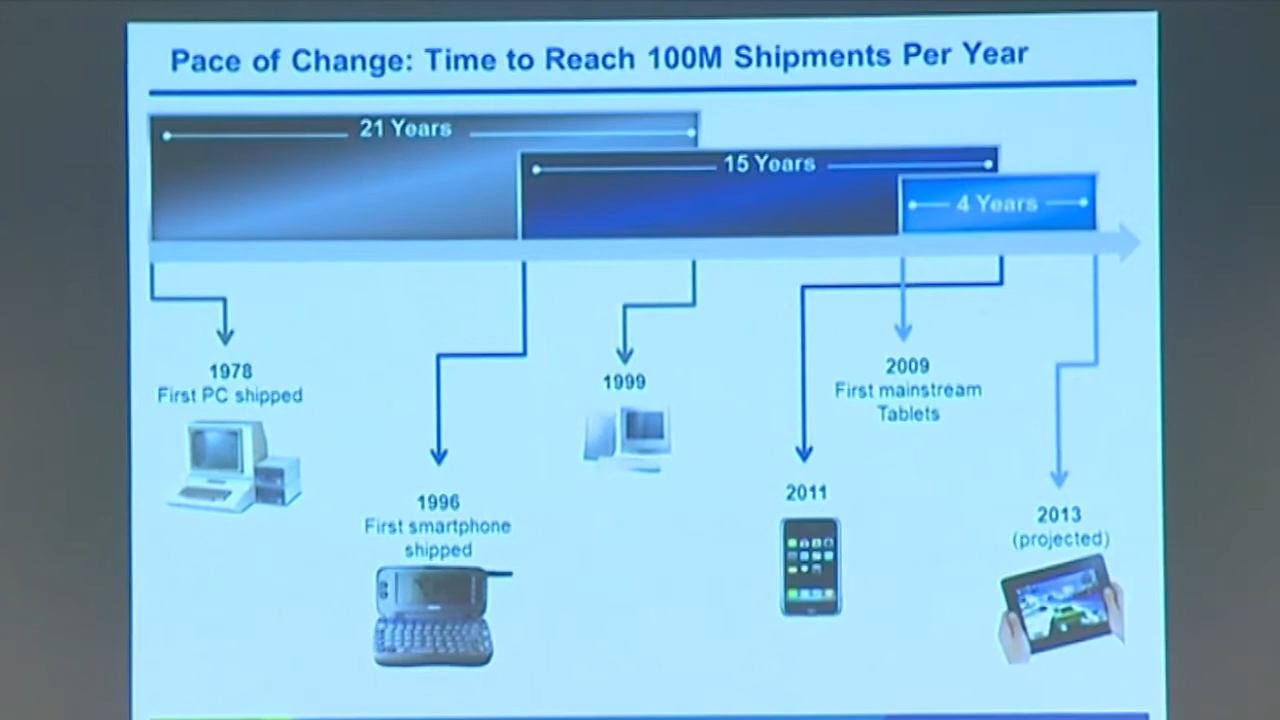 Pace of Change: Time to Reach 100M Shipments Per Year
21 Years
15 Years
4 Years
1978
First PC shipped
1996
First smartphone
shipped
1999
2011
2009
First mainstream
Tablets
2013
(projected)